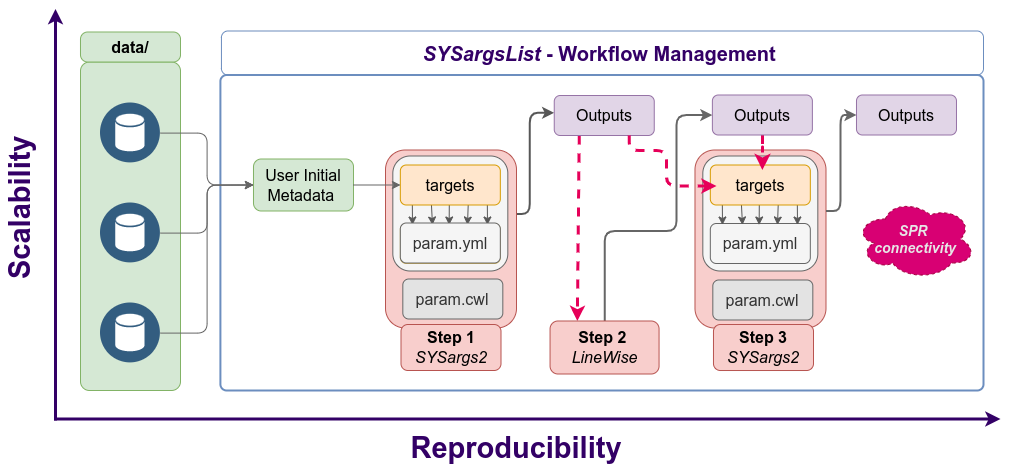 Scalability
data/
SYSargsList - Workflow Management
User Initial
Metadata
targets
param.yml
param.cwl
Step 1
SYSargs2
Outputs
Step 2
LineWise
Outputs
targets
param.yml
param.cwl
Step 3
SYSargs2
Outputs
SPR
connectivity
Reproducibility